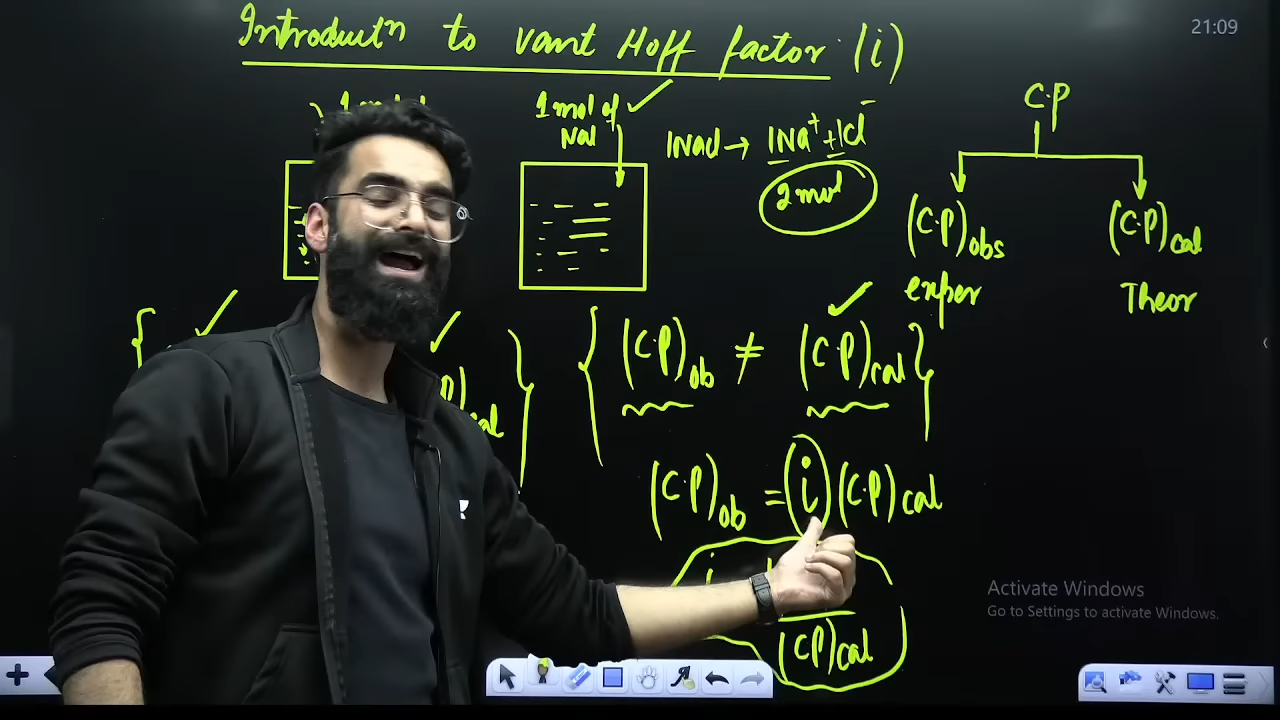 Introductn to vant Hoff factor (i)
21:09
1 mol of
NaCl
1NaCl → 1Na⁺ + 1Cl⁻
2 mol
C.P
(C.P)obs
exper
(C.P)cal
Theor
{ (C.P)ob ≠ (C.P)cal }
cal
(C.P)ob = (i) (C.P)cal
i
(CP)cal
Activate Windows
Go to Settings to activate Windows.